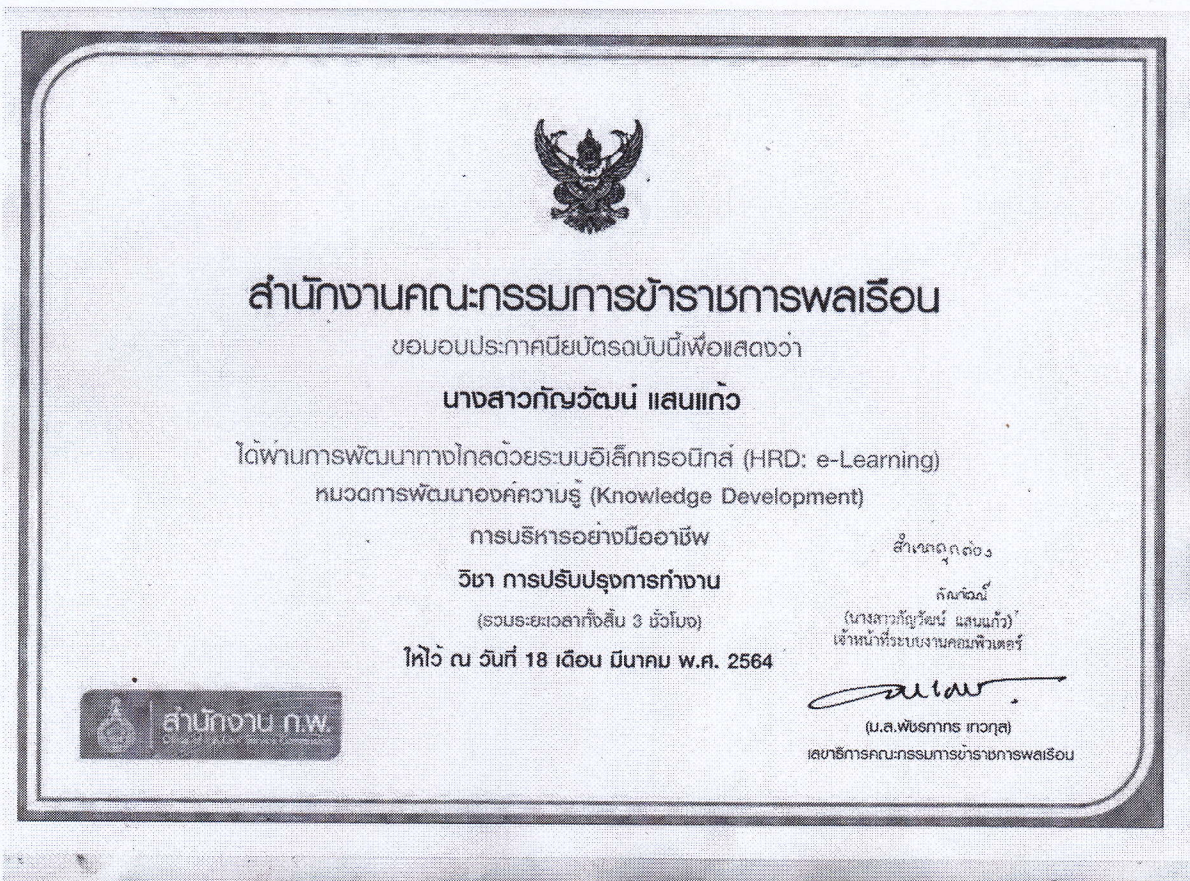 สำนักงานคณะกรรมการข้าราชการพลเรือน
ขอมอบประกาศนียบัตรฉบับนี้เพื่อแสดงว่า
นางสาวกัญวัฒน์ แสนแก้ว
ได้ผ่านการพัฒนาทางไกลด้วยระบบอิเล็กทรอนิกส์ (HRD: e-Learning)
หมวดการพัฒนาองค์ความรู้ (Knowledge Development)
การบริหารอย่างมืออาชีพ
วิชา การปรับปรุงการทำงาน
(รวมระยะเวลาทั้งสิ้น 3 ชั่วโมง)
ให้ไว้ ณ วันที่ 18 เดือน มีนาคม พ.ศ. 2564
สำเนาถูกต้อง
กัญวัฒน์
(นางสาวกัญวัฒน์ แสนแก้ว)
เจ้าหน้าที่ระบบงานคอมพิวเตอร์
(ม.ล.พัชรภากร เทวกุล)
เลขาธิการคณะกรรมการข้าราชการพลเรือน
สำนักงาน ก.พ.